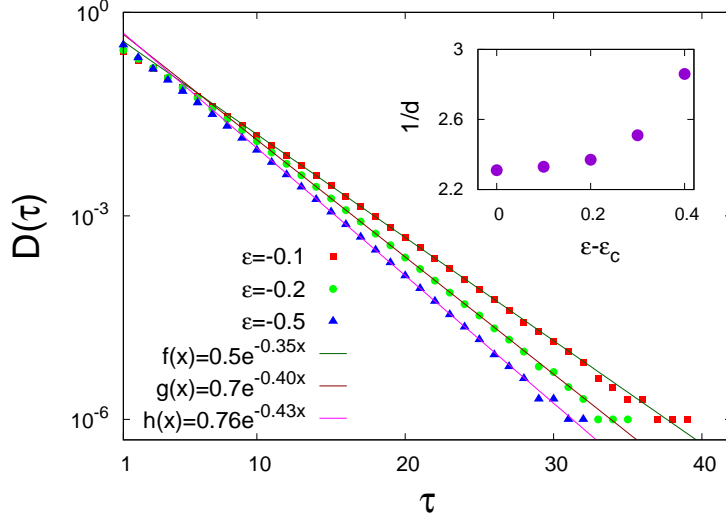 10⁰
10⁻³
10⁻⁶
D(τ)
ε=-0.1
ε=-0.2
ε=-0.5
f(x)=0.5e⁻⁰·³⁵ˣ
g(x)=0.7e⁻⁰·⁴⁰ˣ
h(x)=0.76e⁻⁰·⁴³ˣ
1 10 20 30 40
τ
3
2.6
2.2
1/d
0 0.2 0.4
ε-ε_c